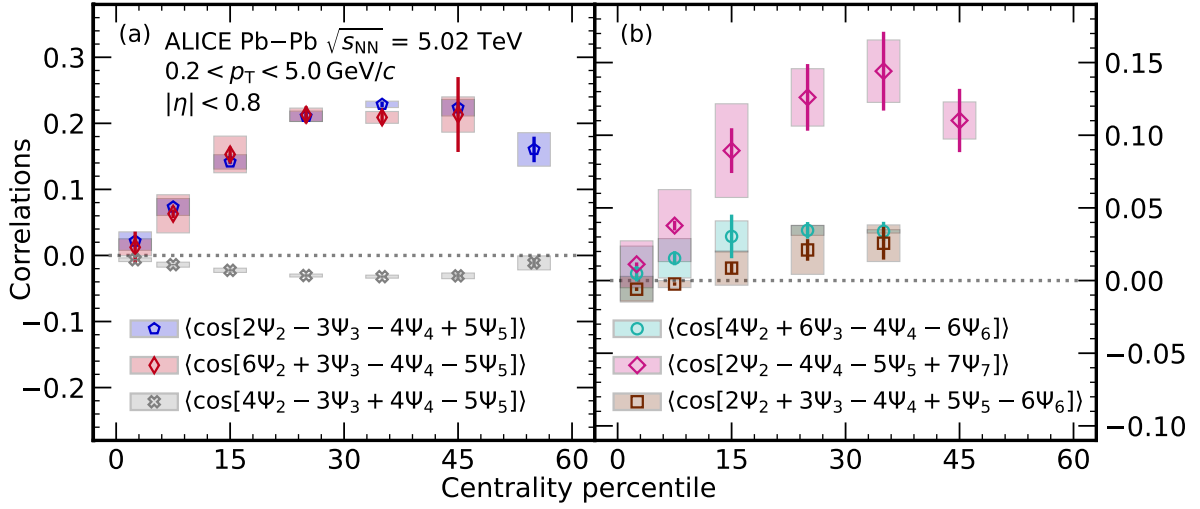 (a) ALICE Pb−Pb √sNN = 5.02 TeV
0.2 < pT < 5.0 GeV/c
|η| < 0.8
(b)
Correlations
0.3
0.2
0.1
0.0
−0.1
−0.2
⟨cos[2Ψ2 − 3Ψ3 − 4Ψ4 + 5Ψ5]⟩
⟨cos[6Ψ2 + 3Ψ3 − 4Ψ4 − 5Ψ5]⟩
⟨cos[4Ψ2 − 3Ψ3 + 4Ψ4 − 5Ψ5]⟩
⟨cos[4Ψ2 + 6Ψ3 − 4Ψ4 − 6Ψ6]⟩
⟨cos[2Ψ2 − 4Ψ4 − 5Ψ5 + 7Ψ7]⟩
⟨cos[2Ψ2 + 3Ψ3 − 4Ψ4 + 5Ψ5 − 6Ψ6]⟩
0.15
0.10
0.05
0.00
−0.05
−0.10
0 15 30 45 60
0 15 30 45 60
Centrality percentile